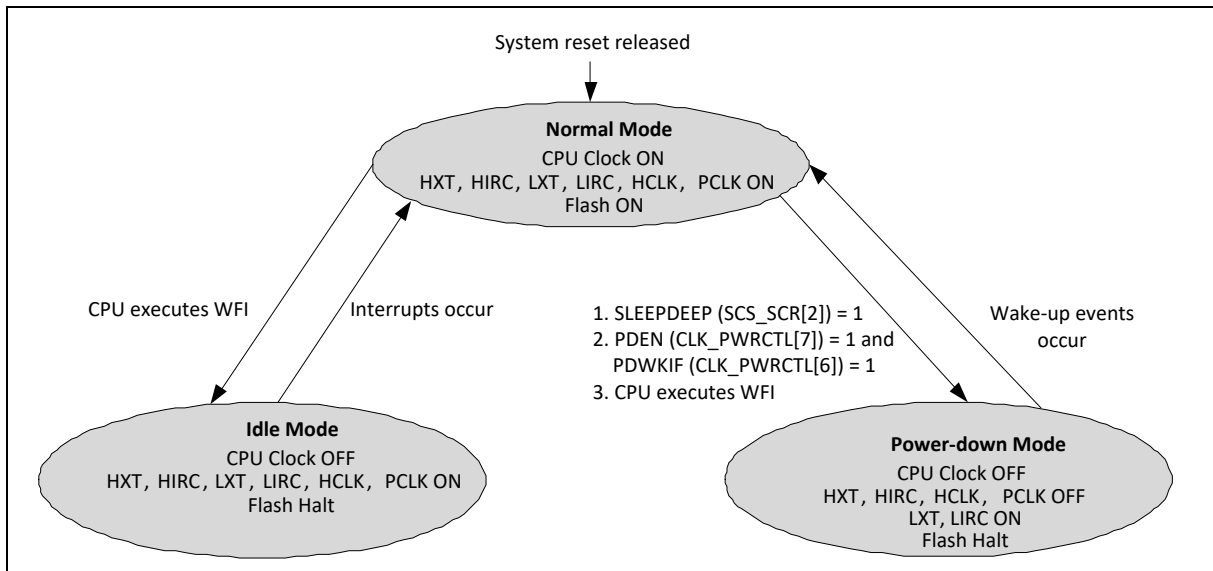 System reset released
Normal Mode
CPU Clock ON
HXT, HIRC, LXT, LIRC, HCLK, PCLK ON
Flash ON
CPU executes WFI
Interrupts occur
1. SLEEPDEEP (SCS_SCR[2]) = 1
2. PDEN (CLK_PWRCTL[7]) = 1 and
PDWKIF (CLK_PWRCTL[6]) = 1
3. CPU executes WFI
Wake-up events
occur
Idle Mode
CPU Clock OFF
HXT, HIRC, LXT, LIRC, HCLK, PCLK ON
Flash Halt
Power-down Mode
CPU Clock OFF
HXT, HIRC, HCLK, PCLK OFF
LXT, LIRC ON
Flash Halt